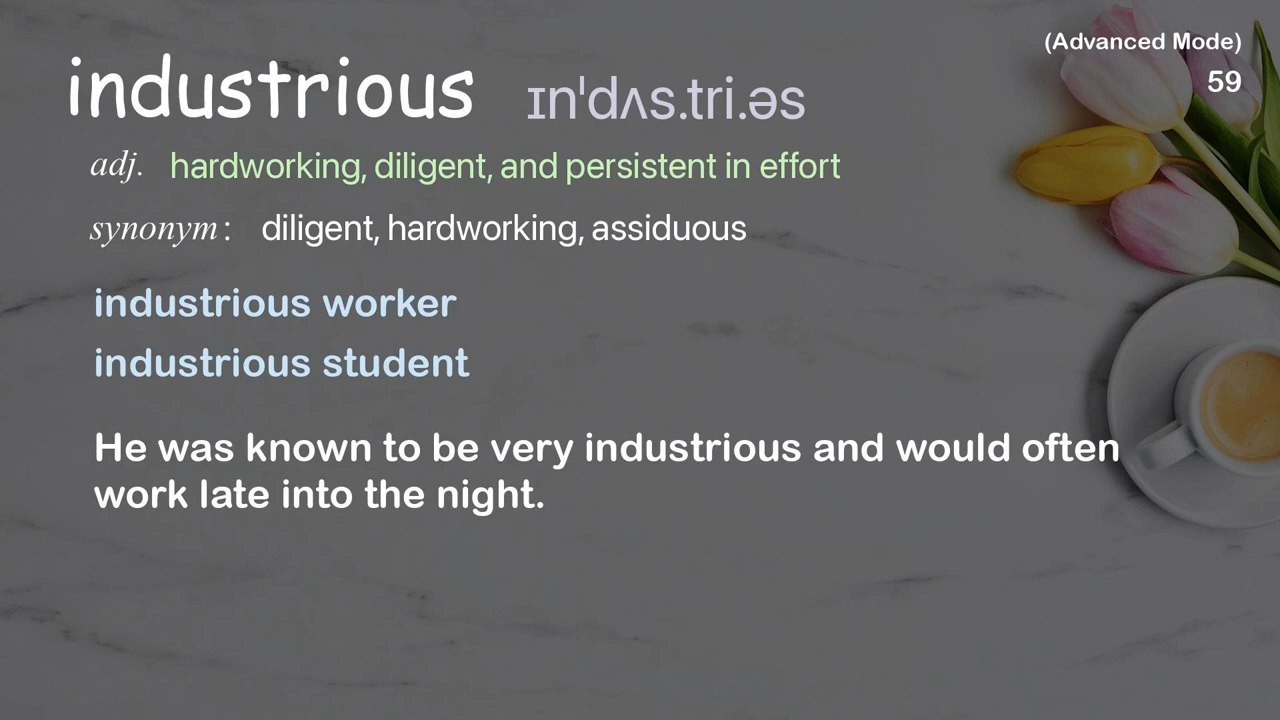 (Advanced Mode)
59
industrious ɪnˈdʌs.tri.əs
adj. hardworking, diligent, and persistent in effort
synonym: diligent, hardworking, assiduous
industrious worker
industrious student
He was known to be very industrious and would often
work late into the night.